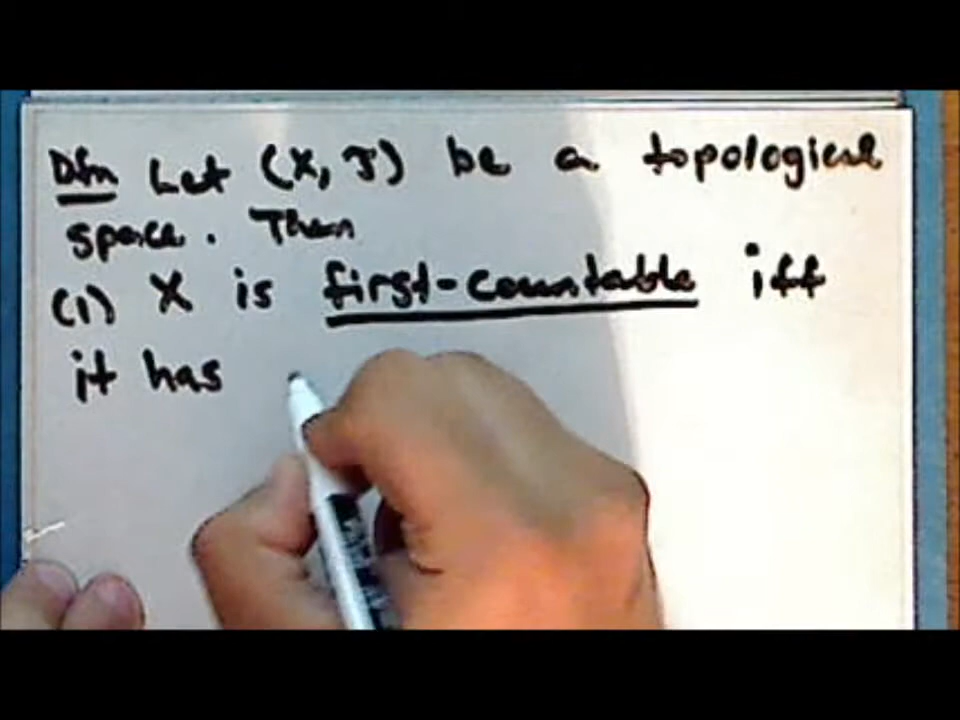 Dfn Let (X, J) be a topological
space. Then
(1) X is first-countable iff
it has